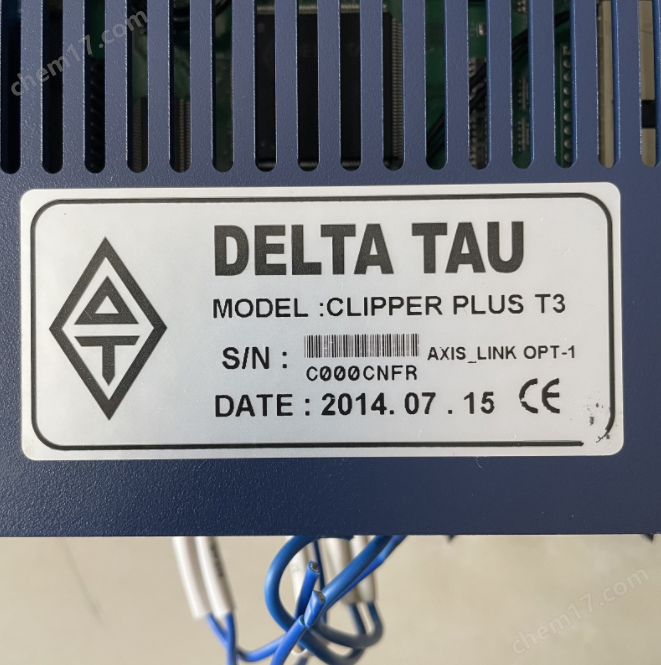 chem17.com
DELTA TAU
MODEL :CLIPPER PLUS T3
S/N : AXIS_LINK OPT-1
C000CNFR
DATE : 2014. 07 . 15 CE
chem17.com
chem17.com